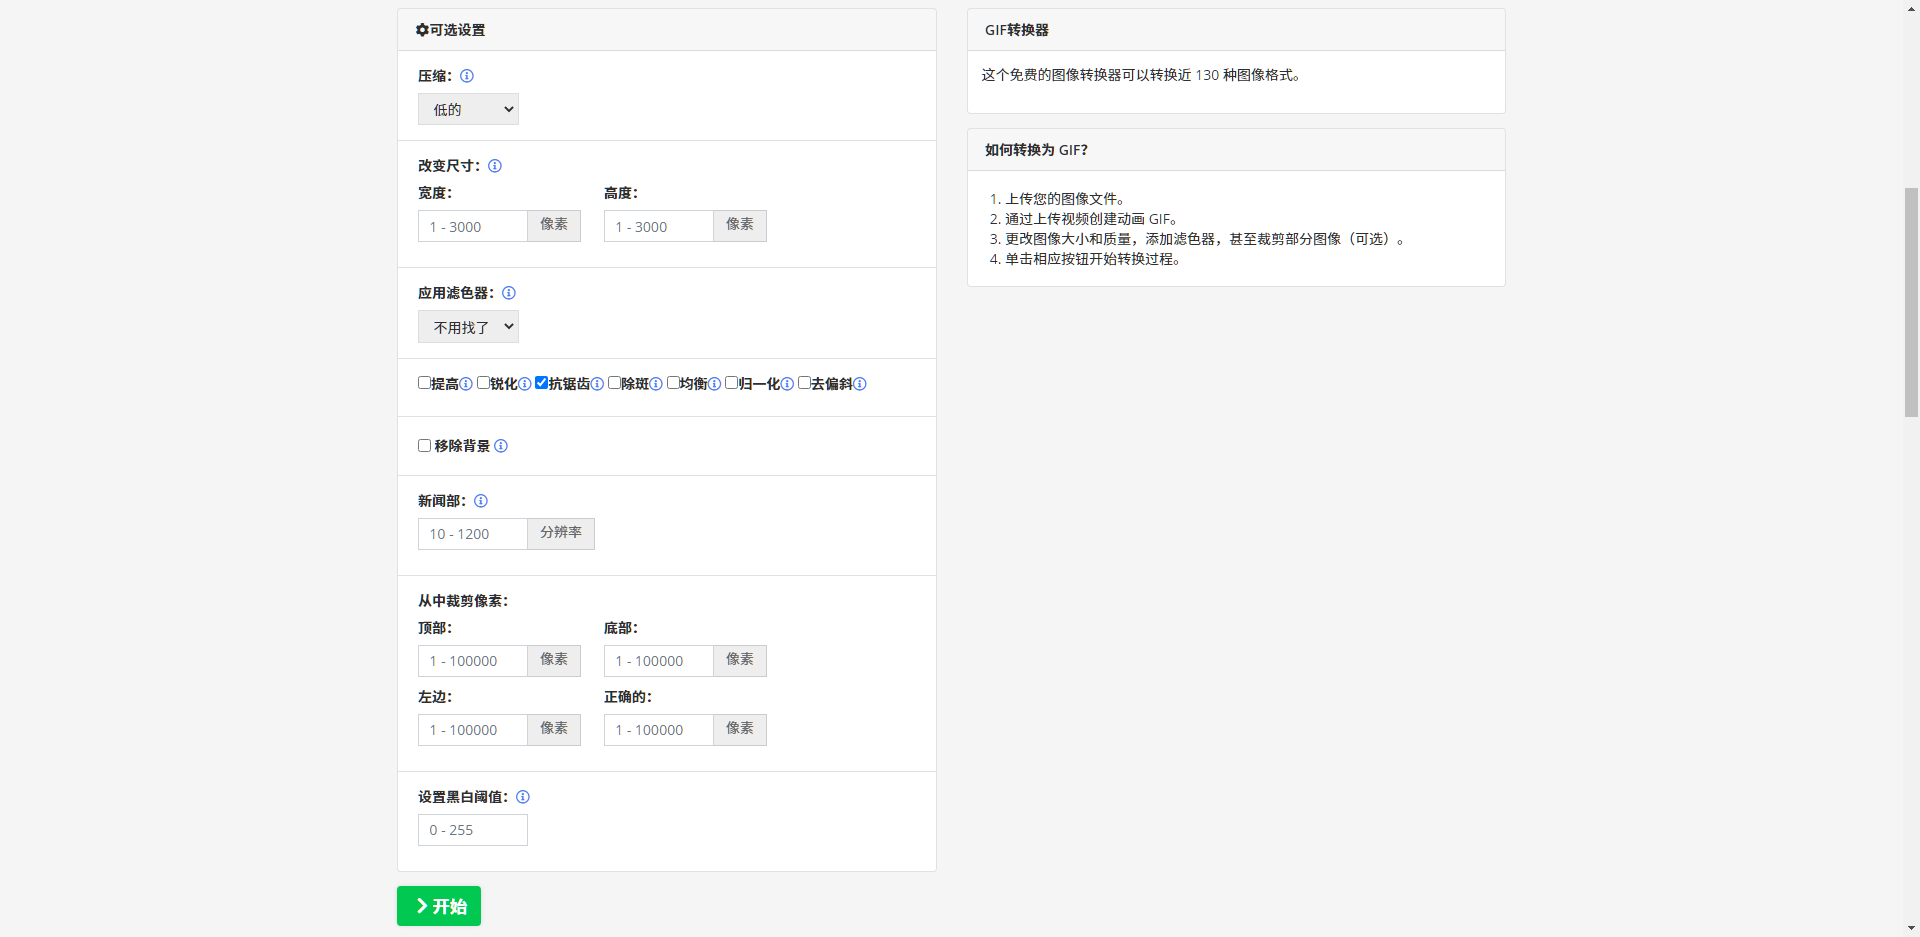 可选设置
压缩：
低的
改变尺寸：
宽度： 高度：
1 - 3000 像素 1 - 3000 像素
应用滤色器：
不用找了
提高 锐化 抗锯齿 除斑 均衡 归一化 去偏斜
移除背景
新闻部：
10 - 1200 分辨率
从中裁剪像素：
顶部： 底部：
1 - 100000 像素 1 - 100000 像素
左边： 正确的：
1 - 100000 像素 1 - 100000 像素
设置黑白阈值：
0 - 255
开始
GIF转换器
这个免费的图像转换器可以转换近 130 种图像格式。
如何转换为 GIF？
1. 上传您的图像文件。
2. 通过上传视频创建动画 GIF。
3. 更改图像大小和质量，添加滤色器，甚至裁剪部分图像（可选）。
4. 单击相应按钮开始转换过程。